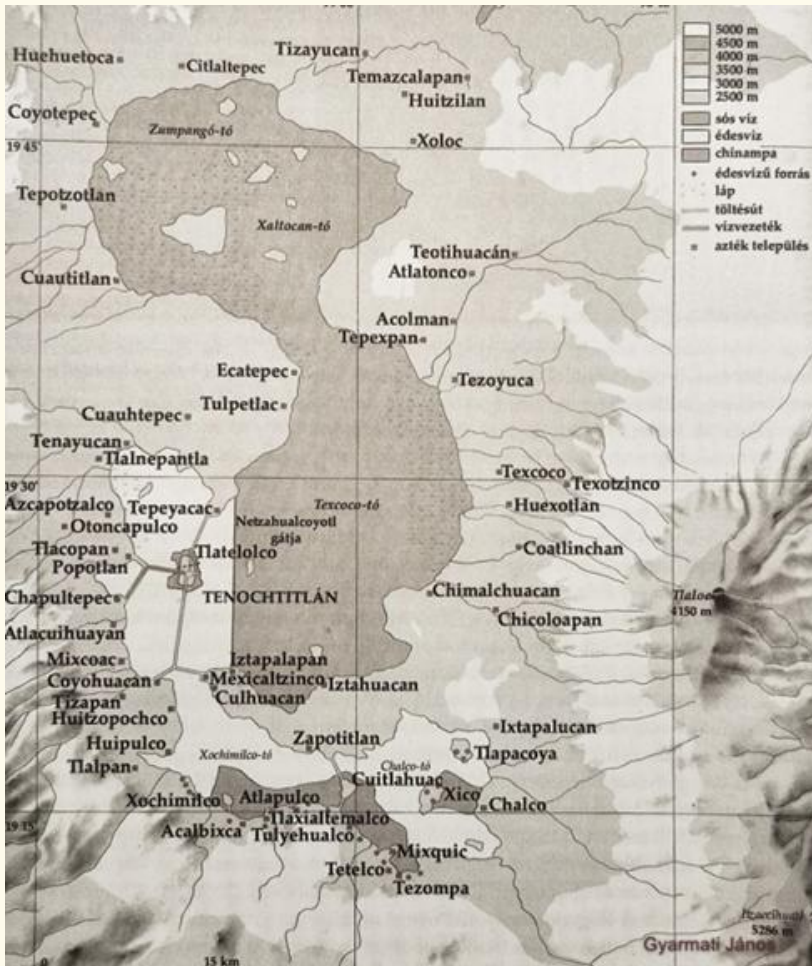 Huehuetoca
Citlaltepec
Tizayucan
Temazcalapan
Huitzilan
Coyotepec
Zumpangó-tó
Xoloc
19 45
Tepotzotlan
Xaltocan-tó
Teotihuacán
Atlatonco
Cuautitlan
Acolman
Tepexpan
Ecatepec
Tezoyuca
Tulpetlac
Cuauhtepec
Tenayucan
Tlalnepantla
19 30
Texcoco
Texotzinco
Azcapotzalco
Tepeyacac
Texcoco-tó
Huexotlan
Otoncapulco
Netzahualcoyotl
gátja
Tlacopan
Tlatelolco
Coatlinchan
Popotlan
Chapultepec
TENOCHTITLÁN
Chimalchuacan
Tlaloc
4150 m
Chicoloapan
Atlacuihuayan
Mixcoac
Iztapalapan
Coyohuacan
Mexicaltzinco
Culhuacan
Iztahuacan
Tizapan
Huitzopochco
Ixtapalucan
Huipulco
Xochimilco-tó
Zapotitlan
Chalco-tó
Tlapacoya
Tlalpan
Cuitlahuac
Xico
Xochimilco
Atlapulco
Chalco
19 15
Acalbixca
Tlaxialtemalco
Tulyehualco
Mixquic
Tetelco
Tezompa
5286 m
Gyarmati János
0
15 km
5000 m
4500 m
4000 m
3500 m
3000 m
2500 m
sós víz
édesvíz
chinampa
édesvizű forrás
láp
töltésút
vízvezeték
azték település